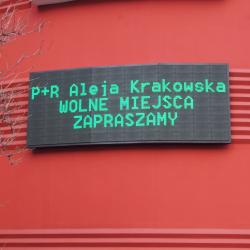 P+R Aleja Krakowska
WOLNE MIEJSCA
ZAPRASZAMY